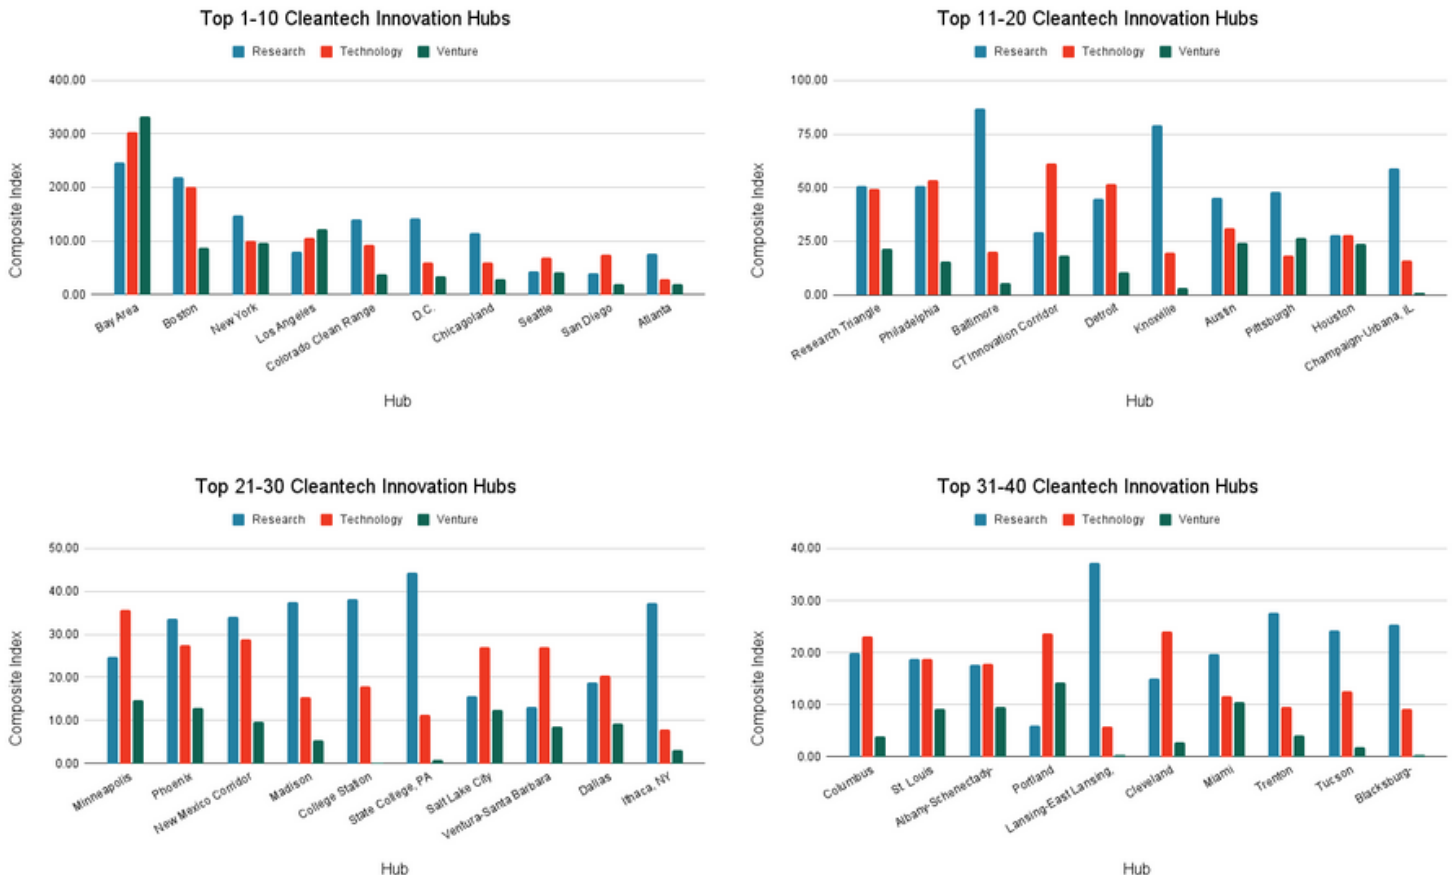 Top 1-10 Cleantech Innovation Hubs
Research Technology Venture
Composite Index
400.00
300.00
200.00
100.00
0.00
Bay Area
Boston
New York
Los Angeles
Colorado Clean Range
D.C.
Chicagoland
Seattle
San Diego
Atlanta
Hub
Top 11-20 Cleantech Innovation Hubs
Research Technology Venture
Composite Index
100.00
75.00
50.00
25.00
0.00
Research Triangle
Philadelphia
Baltimore
CT Innovation Corridor
Detroit
Knoxville
Austin
Pittsburgh
Houston
Champaign-Urbana, IL
Hub
Top 21-30 Cleantech Innovation Hubs
Research Technology Venture
Composite Index
50.00
40.00
30.00
20.00
10.00
0.00
Minneapolis
Phoenix
New Mexico Corridor
Madison
College Station
State College, PA
Salt Lake City
Ventura-Santa Barbara
Dallas
Ithaca, NY
Hub
Top 31-40 Cleantech Innovation Hubs
Research Technology Venture
Composite Index
40.00
30.00
20.00
10.00
0.00
Columbus
St. Louis
Albany-Schenectady-
Portland
Lansing-East Lansing,
Cleveland
Miami
Trenton
Tucson
Blacksburg-
Hub